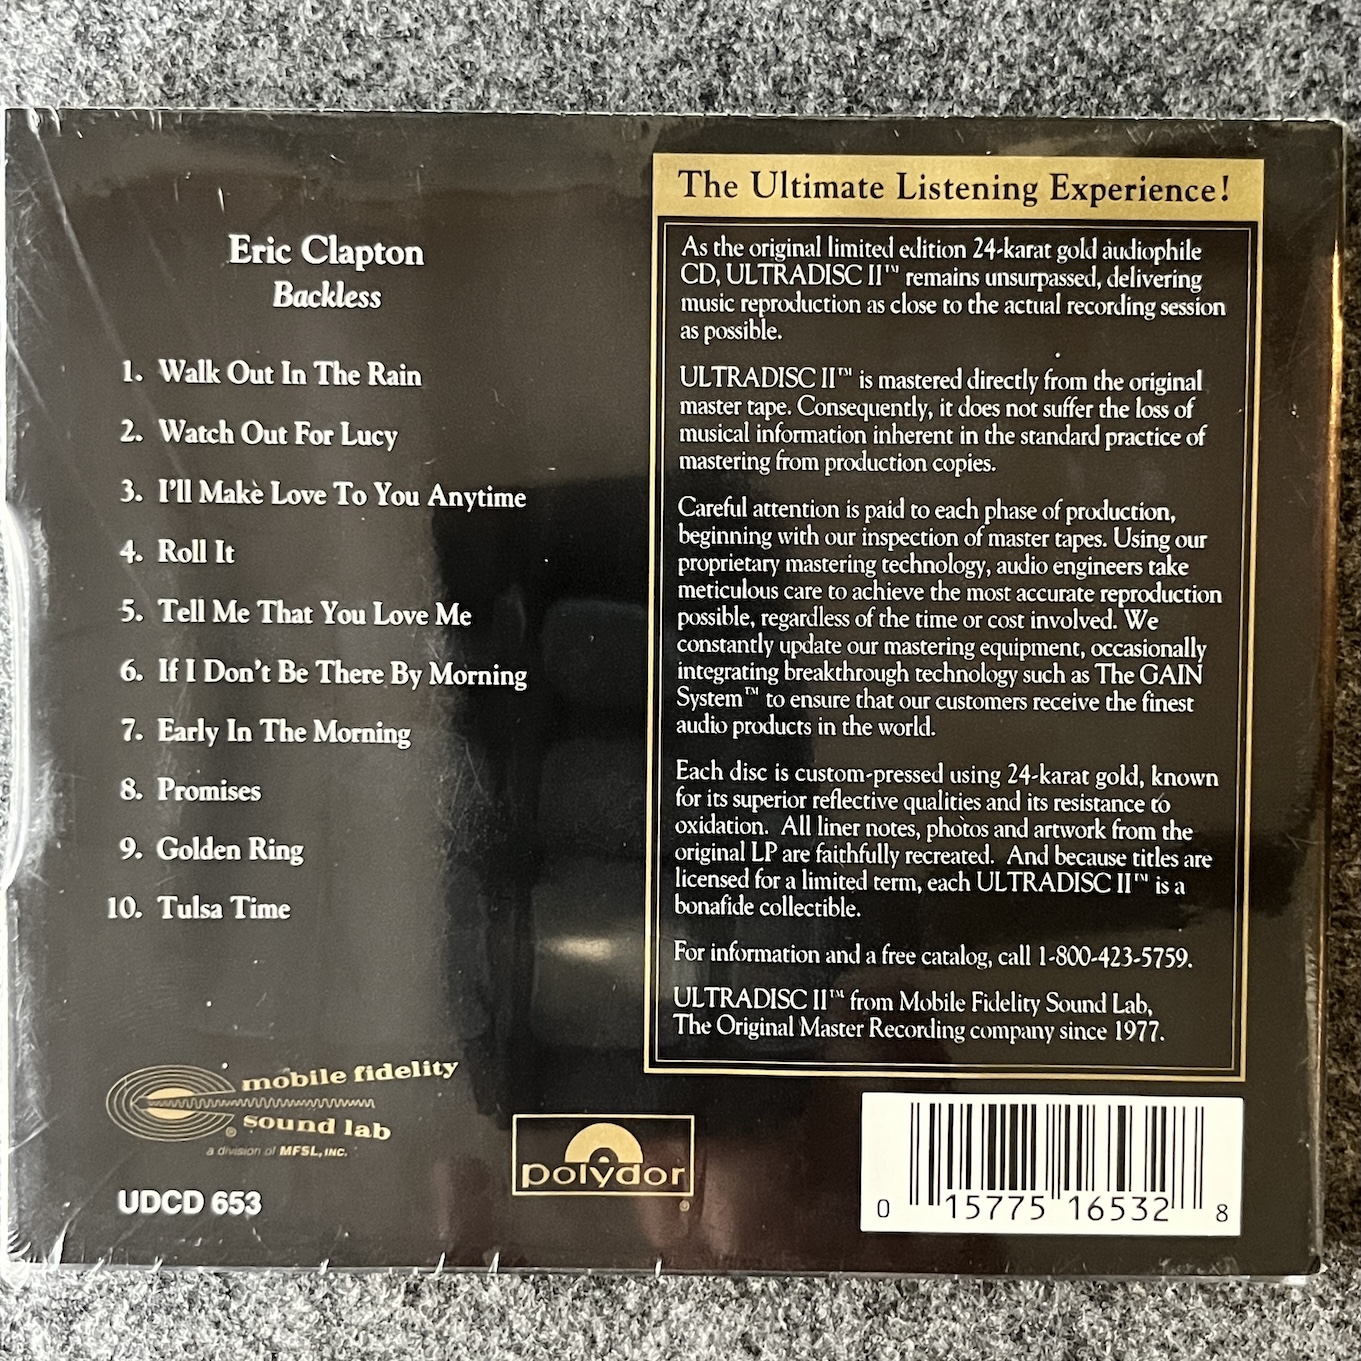 Eric Clapton
Backless
1. Walk Out In The Rain
2. Watch Out For Lucy
3. I'll Make Love To You Anytime
4. Roll It
5. Tell Me That You Love Me
6. If I Don't Be There By Morning
7. Early In The Morning
8. Promises
9. Golden Ring
10. Tulsa Time
The Ultimate Listening Experience!
As the original limited edition 24-karat gold audiophile
CD, ULTRADISC II™ remains unsurpassed, delivering
music reproduction as close to the actual recording session
as possible.
ULTRADISC II™ is mastered directly from the original
master tape. Consequently, it does not suffer the loss of
musical information inherent in the standard practice of
mastering from production copies.
Careful attention is paid to each phase of production,
beginning with our inspection of master tapes. Using our
proprietary mastering technology, audio engineers take
meticulous care to achieve the most accurate reproduction
possible, regardless of the time or cost involved. We
constantly update our mastering equipment, occasionally
integrating breakthrough technology such as The GAIN
System™ to ensure that our customers receive the finest
audio products in the world.
Each disc is custom-pressed using 24-karat gold, known
for its superior reflective qualities and its resistance to
oxidation. All liner notes, photos and artwork from the
original LP are faithfully recreated. And because titles are
licensed for a limited term, each ULTRADISC II™ is a
bonafide collectible.
For information and a free catalog, call 1-800-423-5759.
ULTRADISC II™ from Mobile Fidelity Sound Lab,
The Original Master Recording company since 1977.
mobile fidelity
® sound lab
a division of MFSL, INC.
UDCD 653
polydor
®
0 15775 16532 8